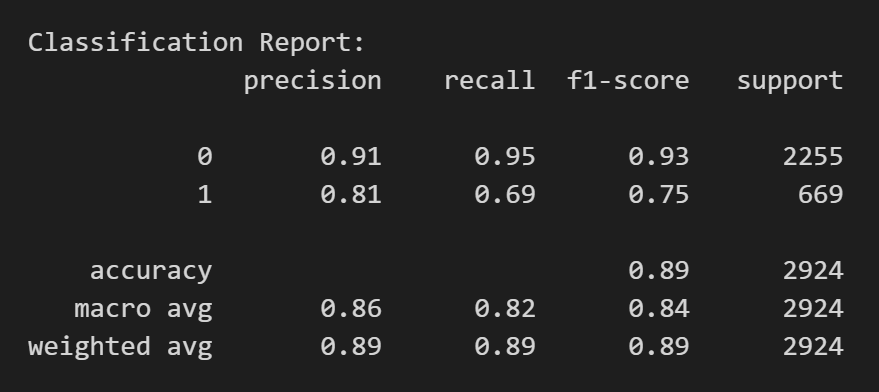 Classification Report:
precision recall f1-score support
0 0.91 0.95 0.93 2255
1 0.81 0.69 0.75 669
accuracy 0.89 2924
macro avg 0.86 0.82 0.84 2924
weighted avg 0.89 0.89 0.89 2924